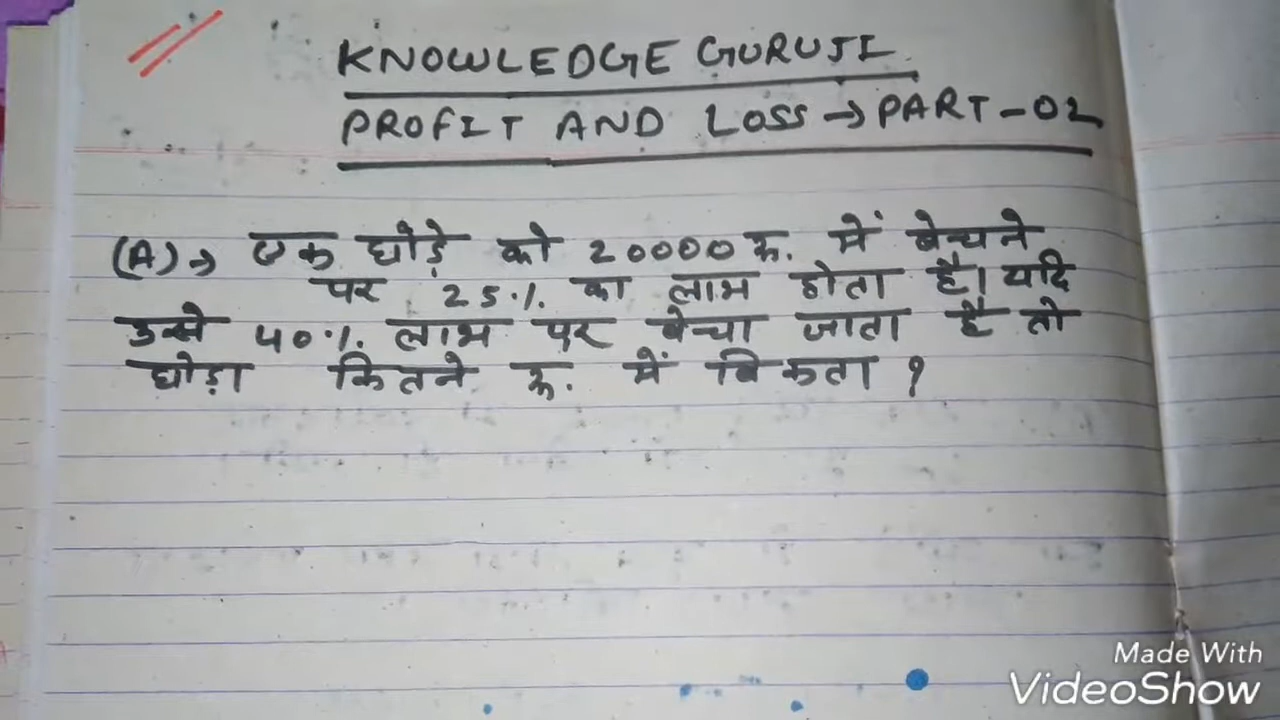 KNOWLEDGE GURUJI
PROFIT AND LOSS → PART-02
(A)→ एक घोड़े को 20000 रु. में बेचने
पर 25% का लाभ होता है। यदि
उसे 40% लाभ पर बेचा जाता है तो
घोड़ा कितने रु. में बिकता ?
Made With
VideoShow